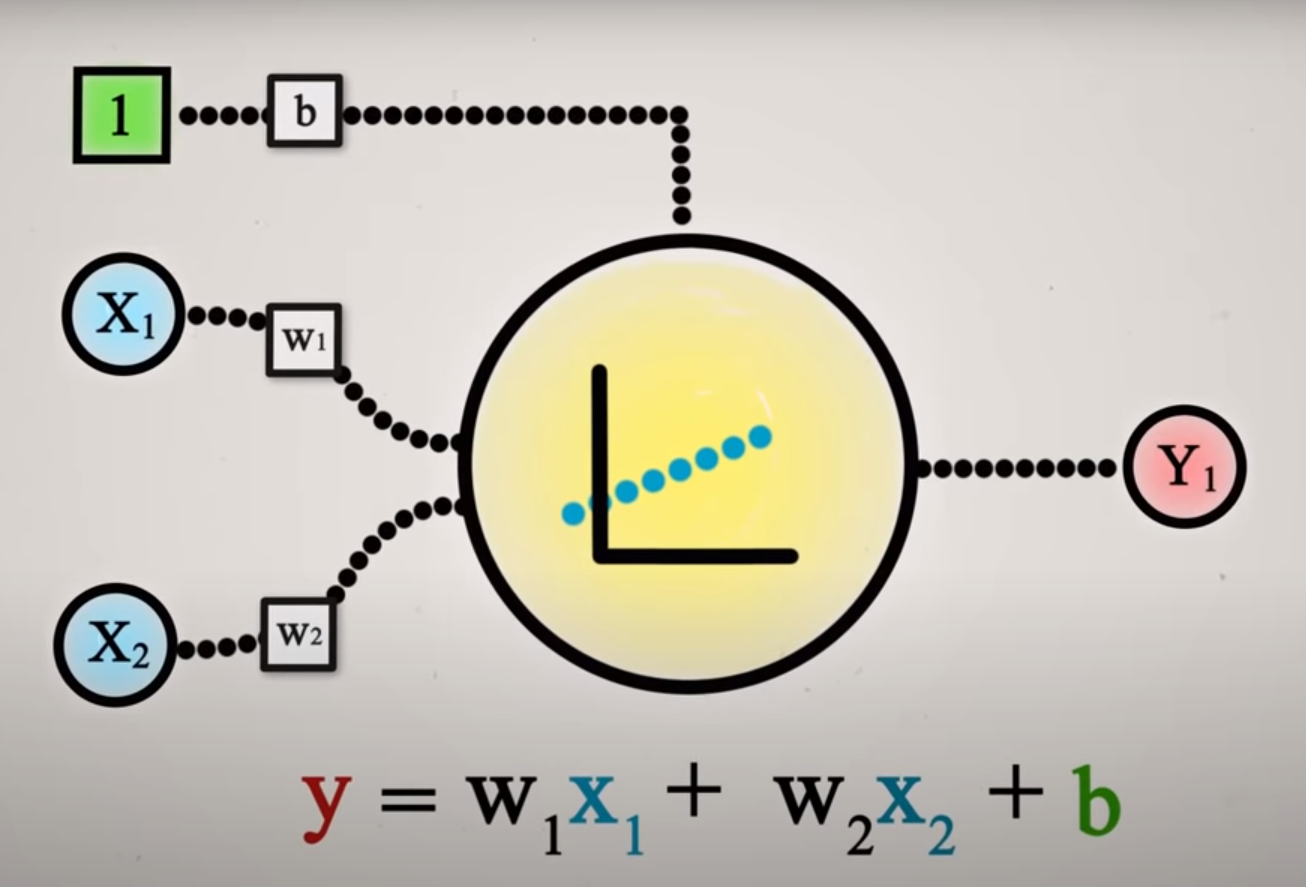 1 b
X₁ w₁
Y₁
X₂ w₂
y = w₁x₁ + w₂x₂ + b